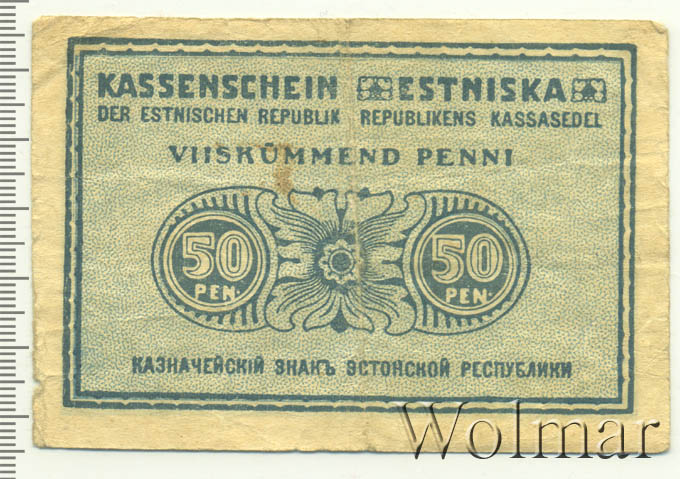 KASSENSCHEIN ESTNISKA
DER ESTNISCHEN REPUBLIK REPUBLIKENS KASSASEDEL
VIISKÜMMEND PENNI
50 PEN. 50 PEN.
КАЗНАЧЕЙСКІЙ ЗНАКЪ ЭСТОНСКОЙ РЕСПУБЛИКИ
Wolmar